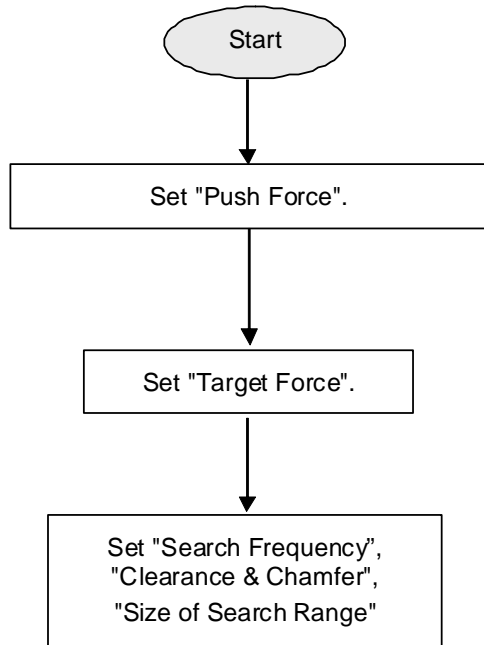 Start
Set "Push Force".
Set "Target Force".
Set "Search Frequency”,
"Clearance & Chamfer",
"Size of Search Range"